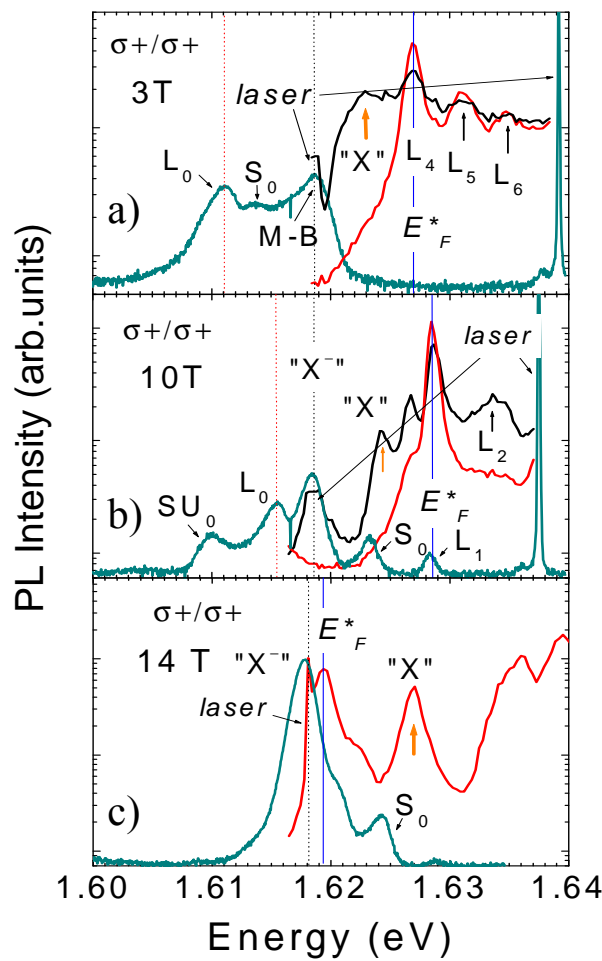 PL Intensity (arb.units)
σ+/σ+
3T
laser
L₀
S₀
"X"
L₄
L₅
L₆
M-B
E*F
a)
σ+/σ+
10T
"X⁻"
laser
"X"
L₂
SU₀
L₀
E*F
S₀
L₁
b)
σ+/σ+
14 T
"X⁻"
E*F
"X"
laser
S₀
c)
1.60 1.61 1.62 1.63 1.64
Energy (eV)